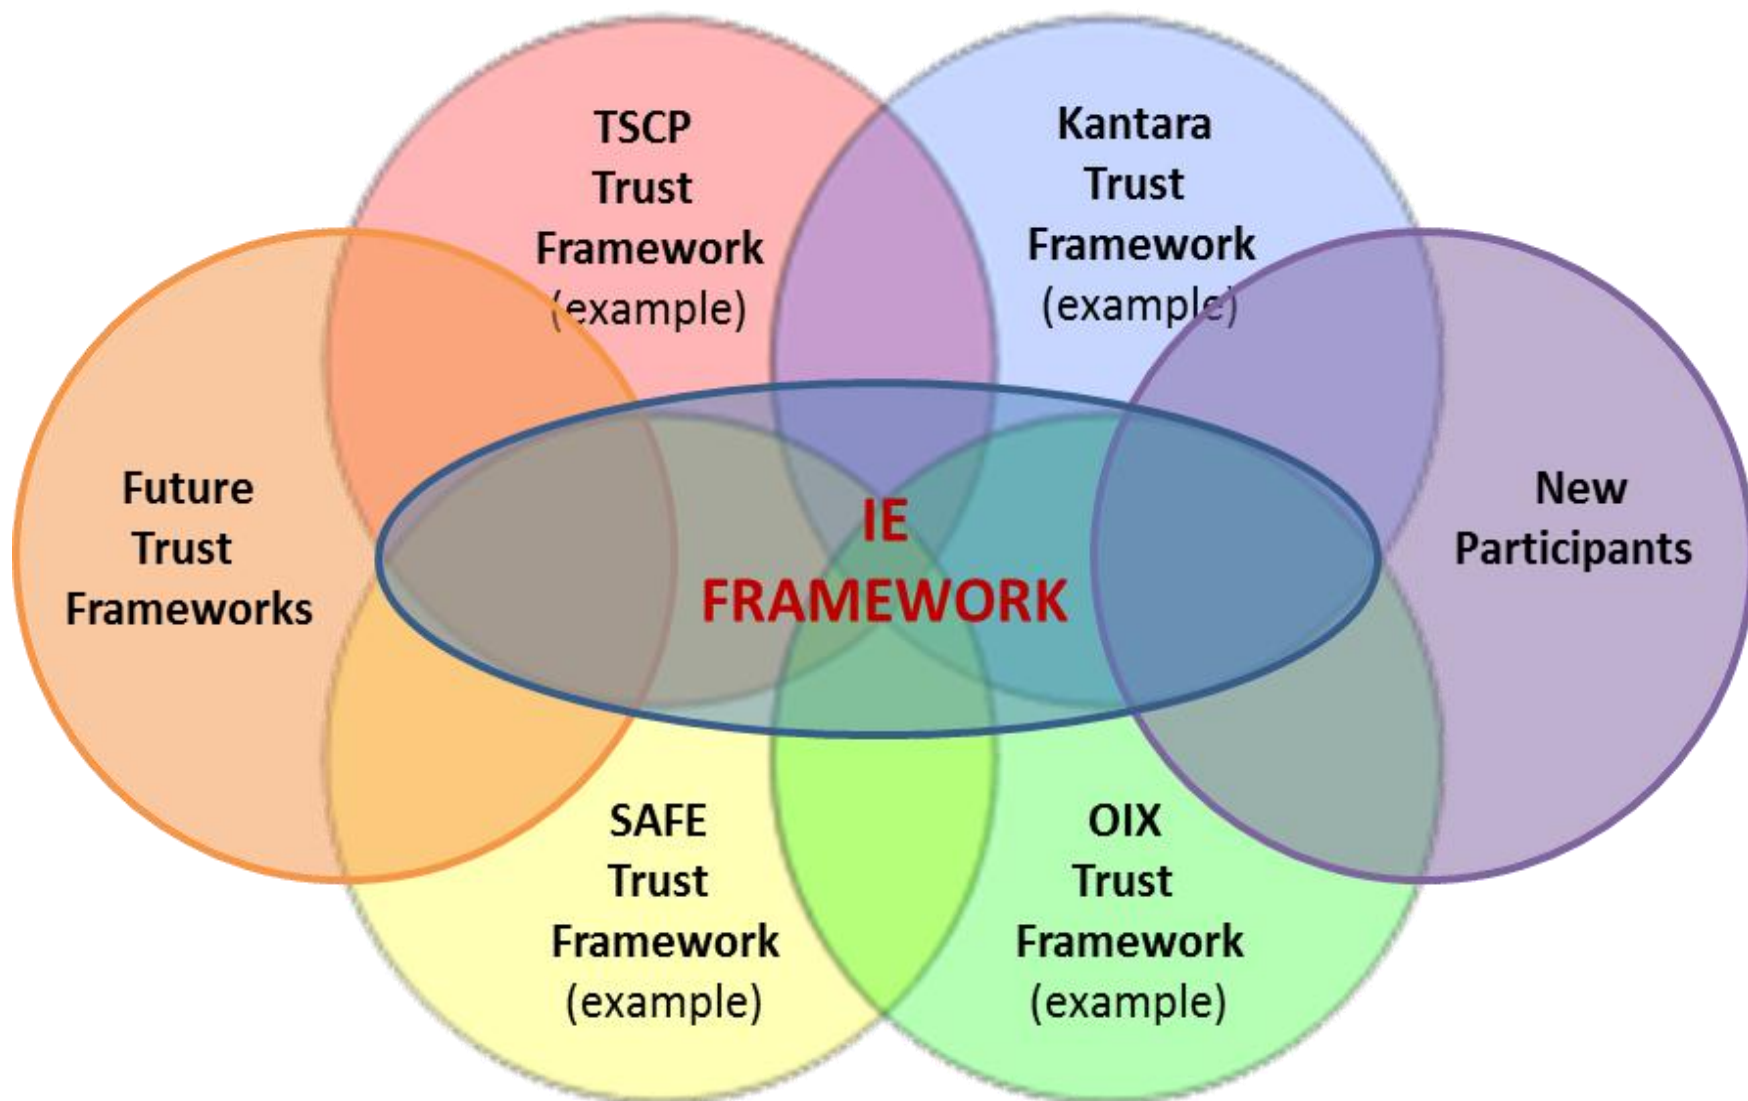 TSCP
Trust
Framework
(example)
Kantara
Trust
Framework
(example)
Future
Trust
Frameworks
IE
FRAMEWORK
New
Participants
SAFE
Trust
Framework
(example)
OIX
Trust
Framework
(example)